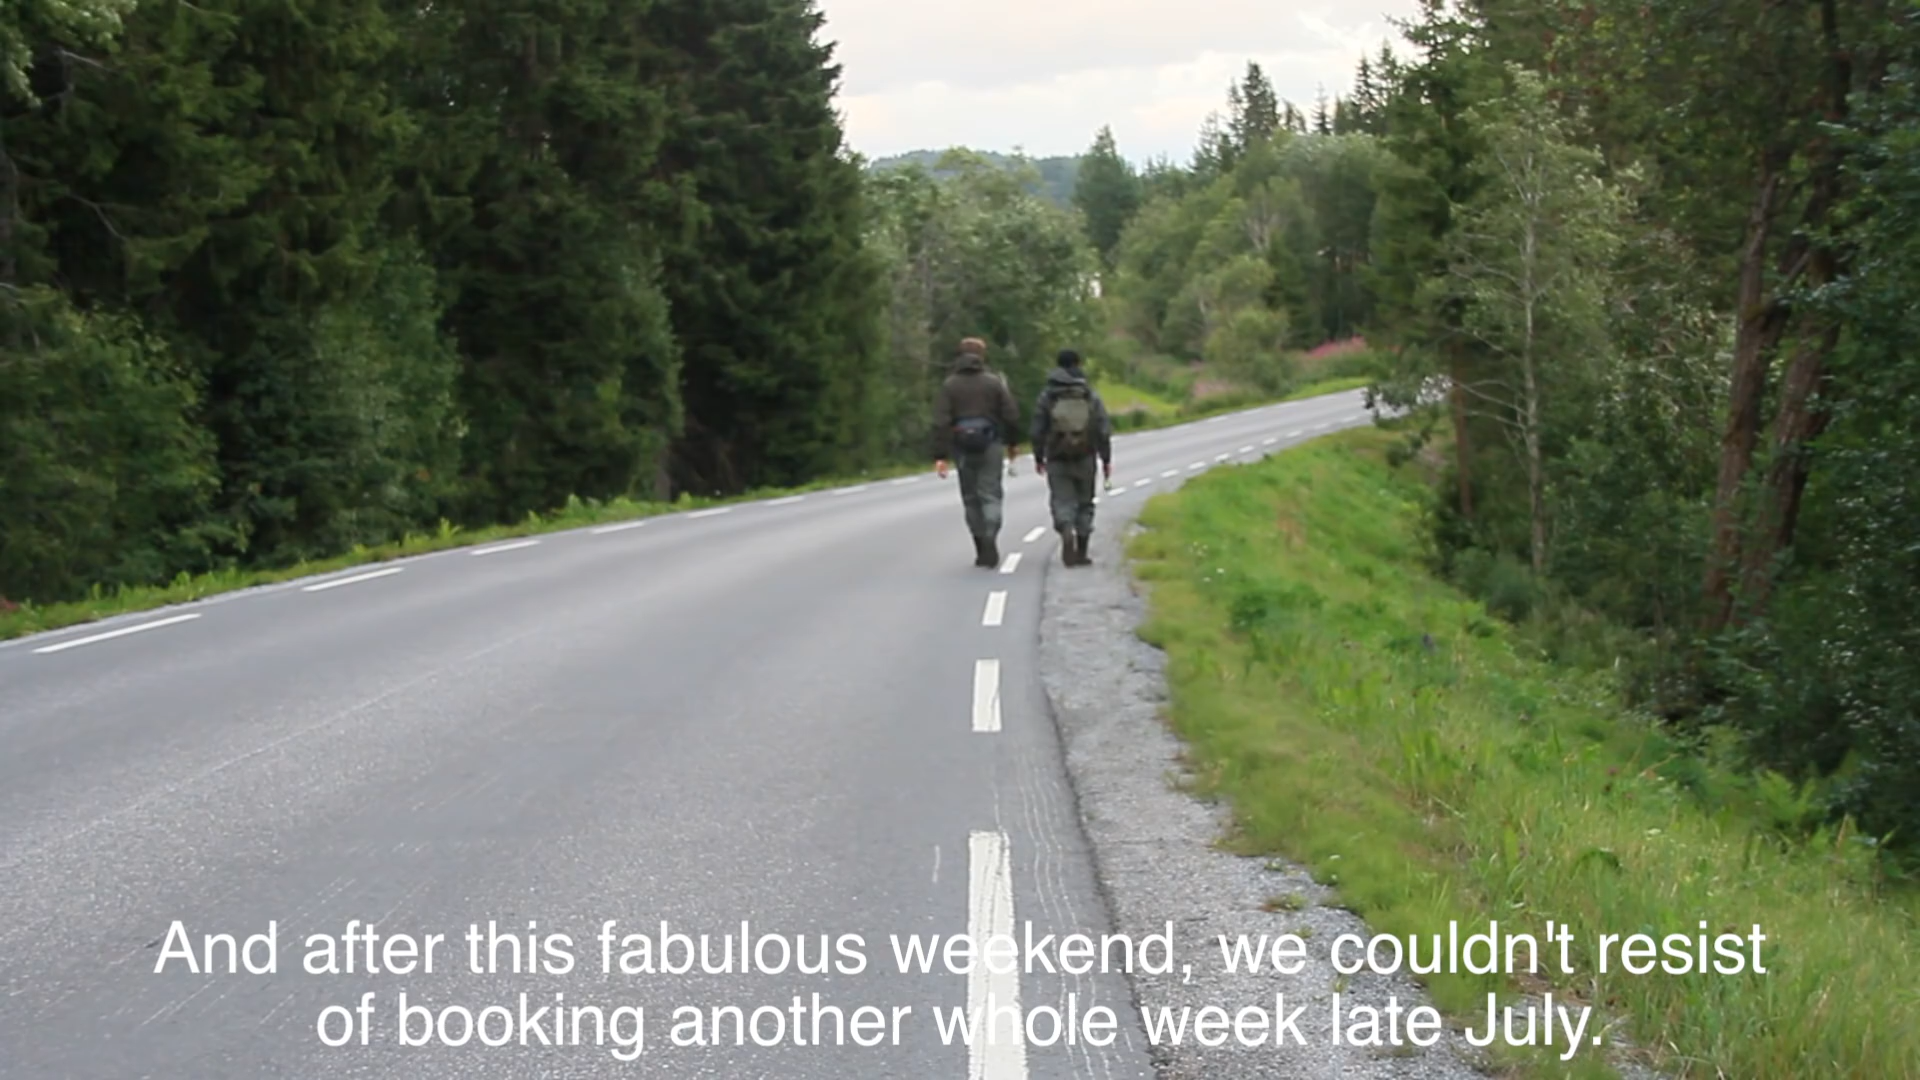 And after this fabulous weekend, we couldn't resist
of booking another whole week late July.